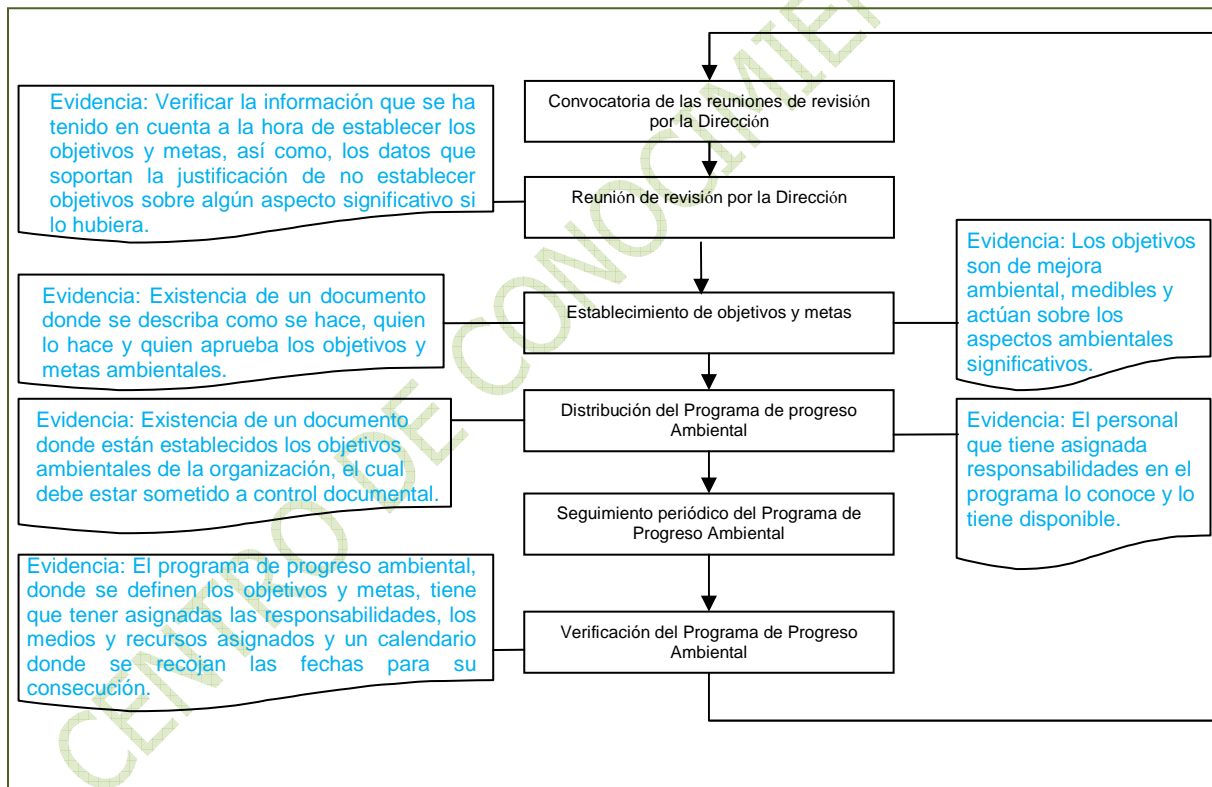 Convocatoria de las reuniones de revisión
por la Dirección
Evidencia: Verificar la información que se ha
tenido en cuenta a la hora de establecer los
objetivos y metas, así como, los datos que
soportan la justificación de no establecer
objetivos sobre algún aspecto significativo si
lo hubiera.
Reunión de revisión por la Dirección
Evidencia: Existencia de un documento
donde se describa como se hace, quien
lo hace y quien aprueba los objetivos y
metas ambientales.
Establecimiento de objetivos y metas
Evidencia: Los objetivos
son de mejora
ambiental, medibles y
actúan sobre los
aspectos ambientales
significativos.
Evidencia: Existencia de un documento
donde están establecidos los objetivos
ambientales de la organización, el cual
debe estar sometido a control documental.
Distribución del Programa de progreso
Ambiental
Evidencia: El personal
que tiene asignada
responsabilidades en el
programa lo conoce y lo
tiene disponible.
Seguimiento periódico del Programa de
Progreso Ambiental
Evidencia: El programa de progreso ambiental,
donde se definen los objetivos y metas, tiene
que tener asignadas las responsabilidades, los
medios y recursos asignados y un calendario
donde se recojan las fechas para su
consecución.
Verificación del Programa de Progreso
Ambiental
CENTRO DE CONOCIMIE